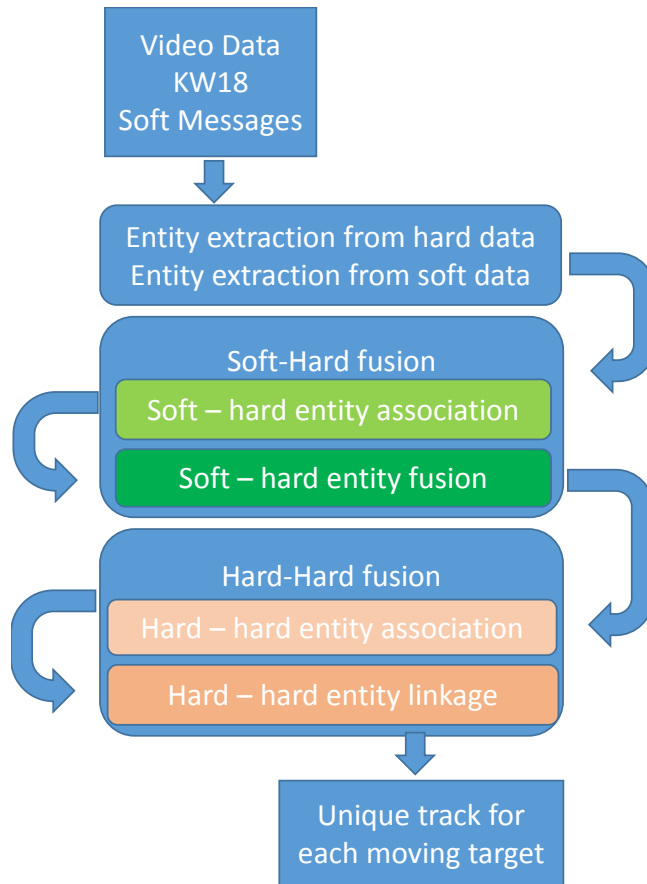 Video Data
KW18
Soft Messages
Entity extraction from hard data
Entity extraction from soft data
Soft-Hard fusion
Soft – hard entity association
Soft – hard entity fusion
Hard-Hard fusion
Hard – hard entity association
Hard – hard entity linkage
Unique track for
each moving target